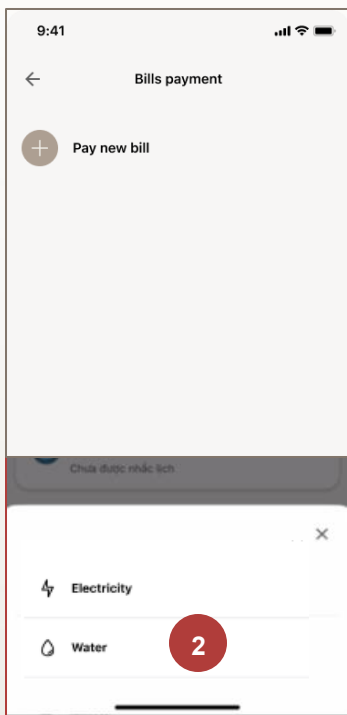 9:41
Bills payment
Pay new bill
Chưa được nhắc lịch
Electricity
Water
2